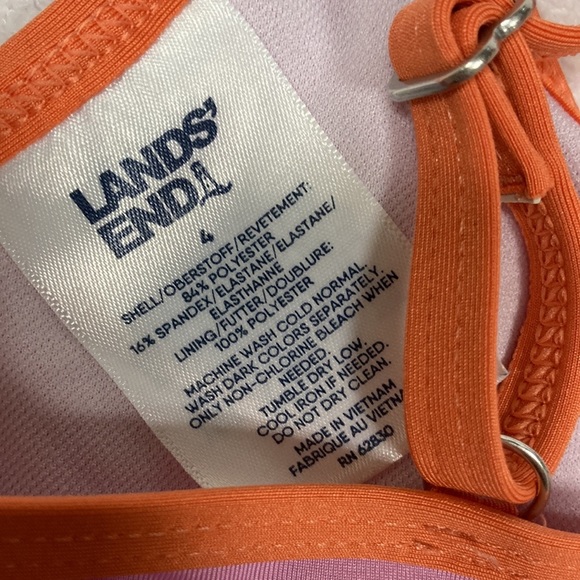 LANDS'
END
4
SHELL/OBERSTOFF/REVETEMENT:
84% POLYESTER
16% SPANDEX/ELASTANE/ELASTANE/
ELASTHANNE
LINING/FUTTER/DOUBLURE:
100% POLYESTER
MACHINE WASH COLD NORMAL
WASH DARK COLORS SEPARATELY.
ONLY NON-CHLORINE BLEACH WHEN
NEEDED.
TUMBLE DRY LOW.
COOL IRON IF NEEDED.
DO NOT DRY CLEAN.
MADE IN VIETNAM
FABRIQUE AU VIETNA
RN 62830